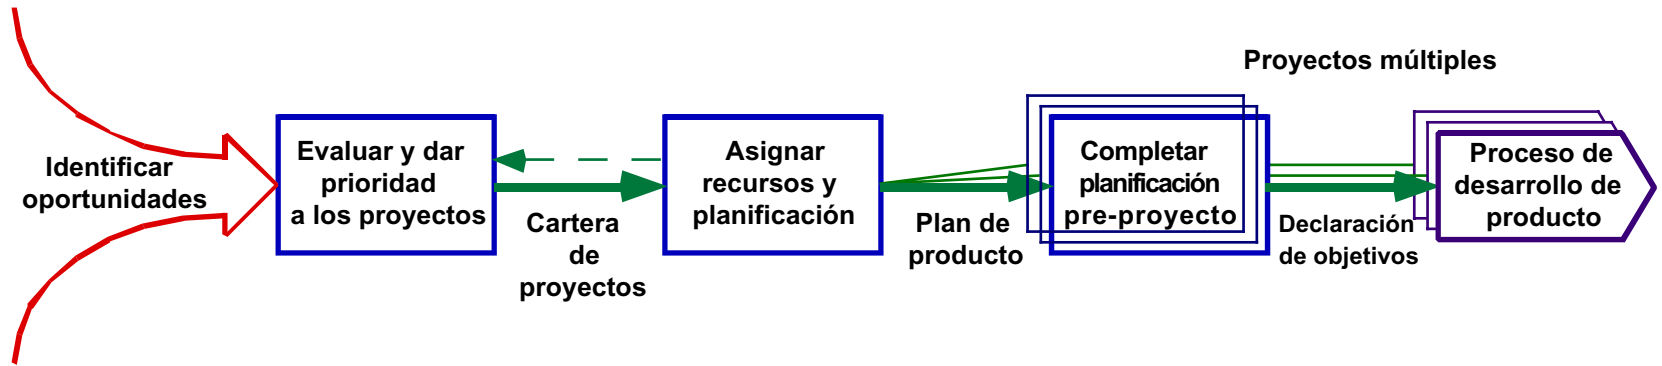 Proyectos múltiples
Identificar
oportunidades
Evaluar y dar
prioridad
a los proyectos
Cartera
de
proyectos
Asignar
recursos y
planificación
Plan de
producto
Completar
planificación
pre-proyecto
Declaración
de objetivos
Proceso de
desarrollo de
producto